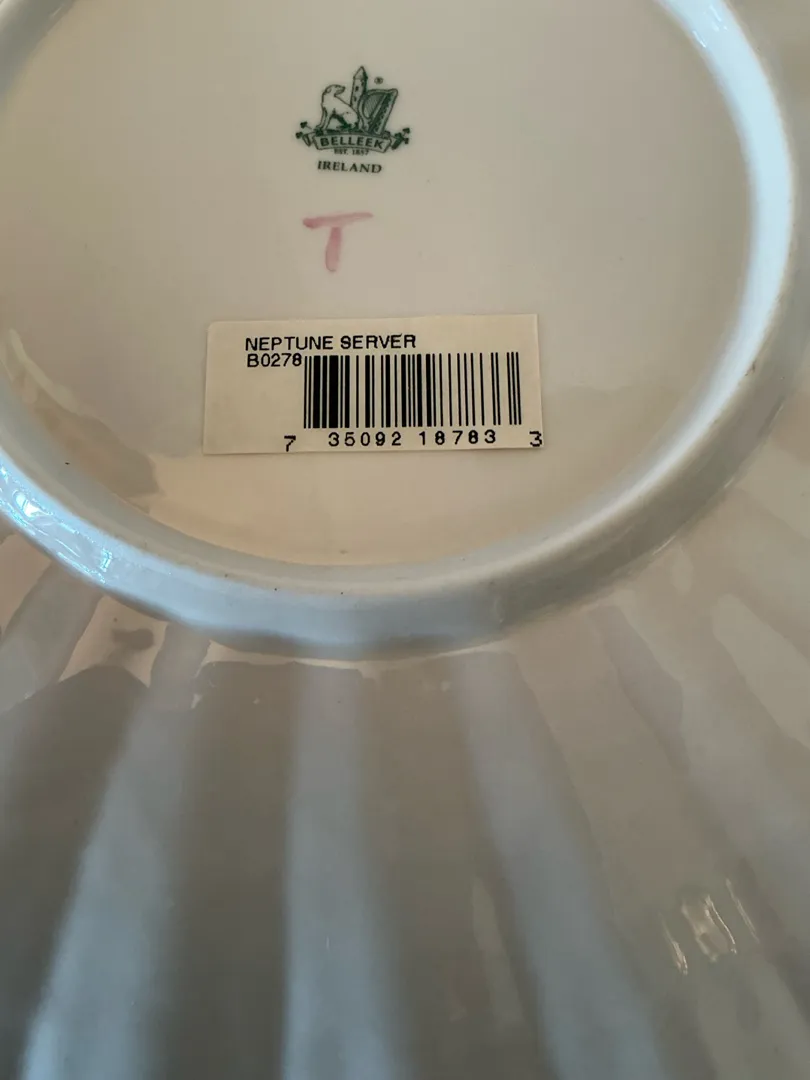 ®
BELLEEK
EST. 1857
IRELAND
T
NEPTUNE SERVER
B0278
7 35092 18783 3